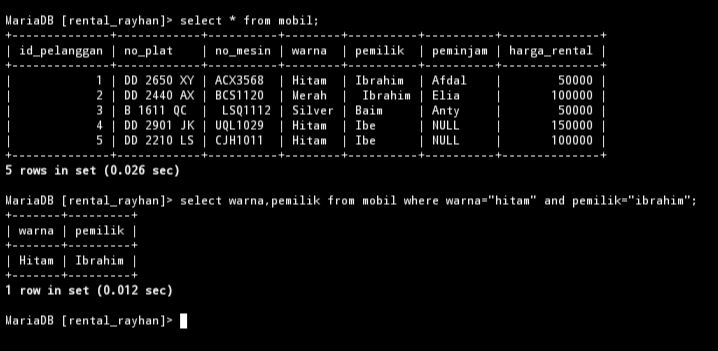 MariaDB [rental_rayhan]> select * from mobil;
+--------------+------------+----------+--------+----------+----------+--------------+
| id_pelanggan | no_plat    | no_mesin | warna  | pemilik  | peminjam | harga_rental |
+--------------+------------+----------+--------+----------+----------+--------------+
|            1 | DD 2650 XY | ACX3568  | Hitam  | Ibrahim  | Afdal    |        50000 |
|            2 | DD 2440 AX | BCS1120  | Merah  |  Ibrahim | Elia     |       100000 |
|            3 | B 1611 QC  |  LSQ1112 | Silver | Baim     | Anty     |        50000 |
|            4 | DD 2901 JK | UQL1029  | Hitam  | Ibe      | NULL     |       150000 |
|            5 | DD 2210 LS | CJH1011  | Hitam  | Ibe      | NULL     |       100000 |
+--------------+------------+----------+--------+----------+----------+--------------+
5 rows in set (0.026 sec)
MariaDB [rental_rayhan]> select warna,pemilik from mobil where warna="hitam" and pemilik="ibrahim";
+-------+---------+
| warna | pemilik |
+-------+---------+
| Hitam | Ibrahim |
+-------+---------+
1 row in set (0.012 sec)
MariaDB [rental_rayhan]>